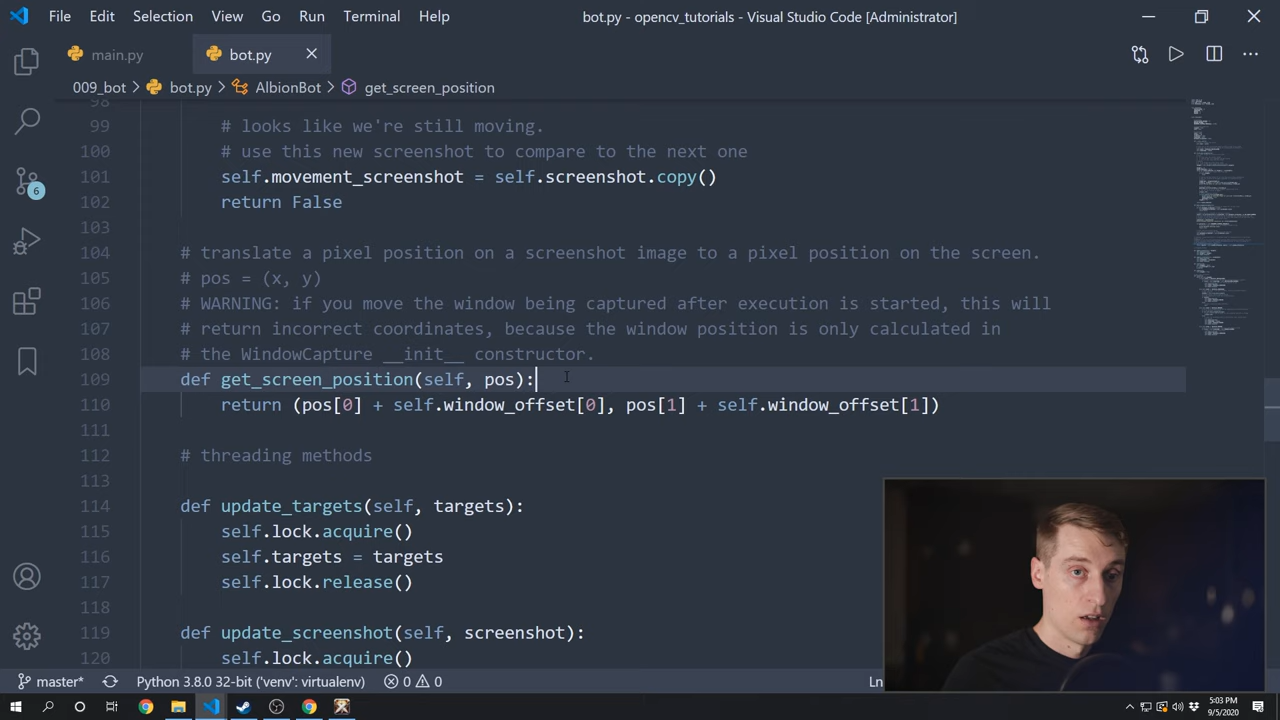 File Edit Selection View Go Run Terminal Help bot.py - opencv_tutorials - Visual Studio Code [Administrator]
main.py bot.py
009_bot > bot.py > AlbionBot > get_screen_position
98
99 # looks like we're still moving.
100 # use this new screenshot to compare to the next one
101 self.movement_screenshot = self.screenshot.copy()
102 return False
103
104 # translate a pixel position on a screenshot image to a pixel position on the screen.
105 # pos = (x, y)
106 # WARNING: if you move the window being captured after execution is started, this will
107 # return incorrect coordinates, because the window position is only calculated in
108 # the WindowCapture __init__ constructor.
109 def get_screen_position(self, pos):
110 return (pos[0] + self.window_offset[0], pos[1] + self.window_offset[1])
111
112 # threading methods
113
114 def update_targets(self, targets):
115 self.lock.acquire()
116 self.targets = targets
117 self.lock.release()
118
119 def update_screenshot(self, screenshot):
120 self.lock.acquire()
6
master* Python 3.8.0 ('venv': virtualenv) 0 0 Ln
5:03 PM
9/5/2020